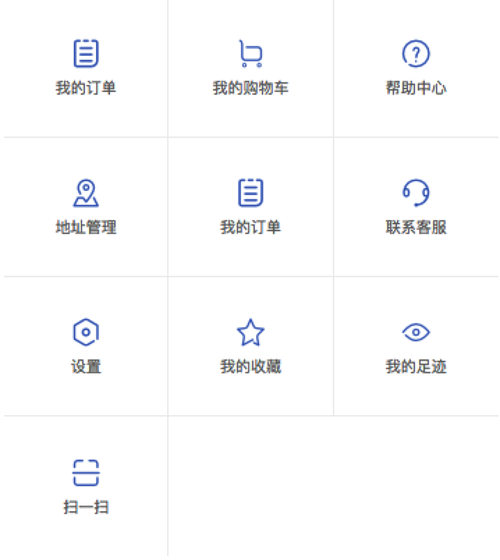 我的订单
我的购物车
帮助中心
地址管理
我的订单
联系客服
设置
我的收藏
我的足迹
扫一扫